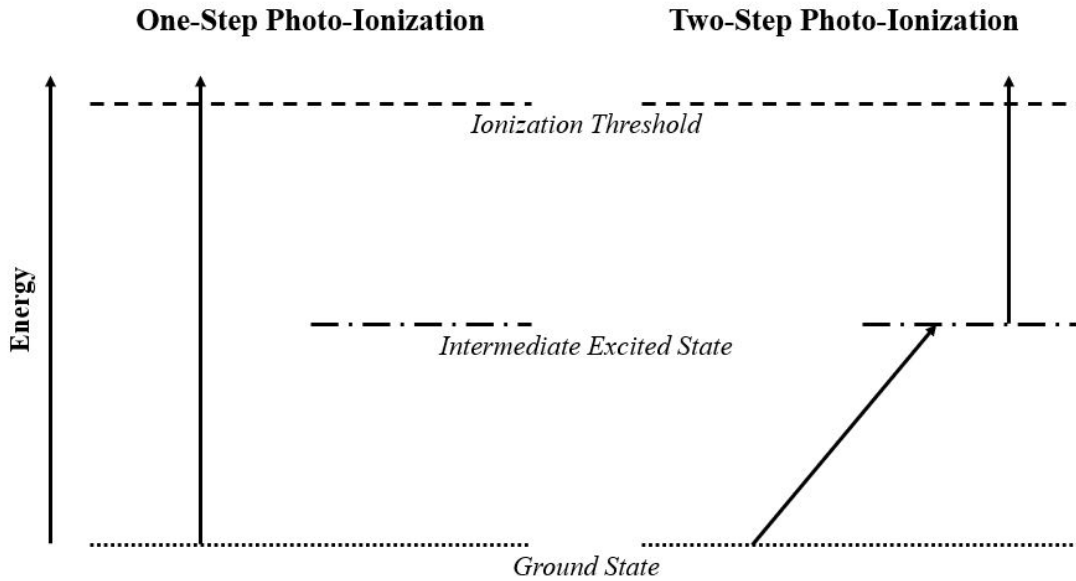 One-Step Photo-Ionization
Two-Step Photo-Ionization
Ionization Threshold
Energy
Intermediate Excited State
Ground State